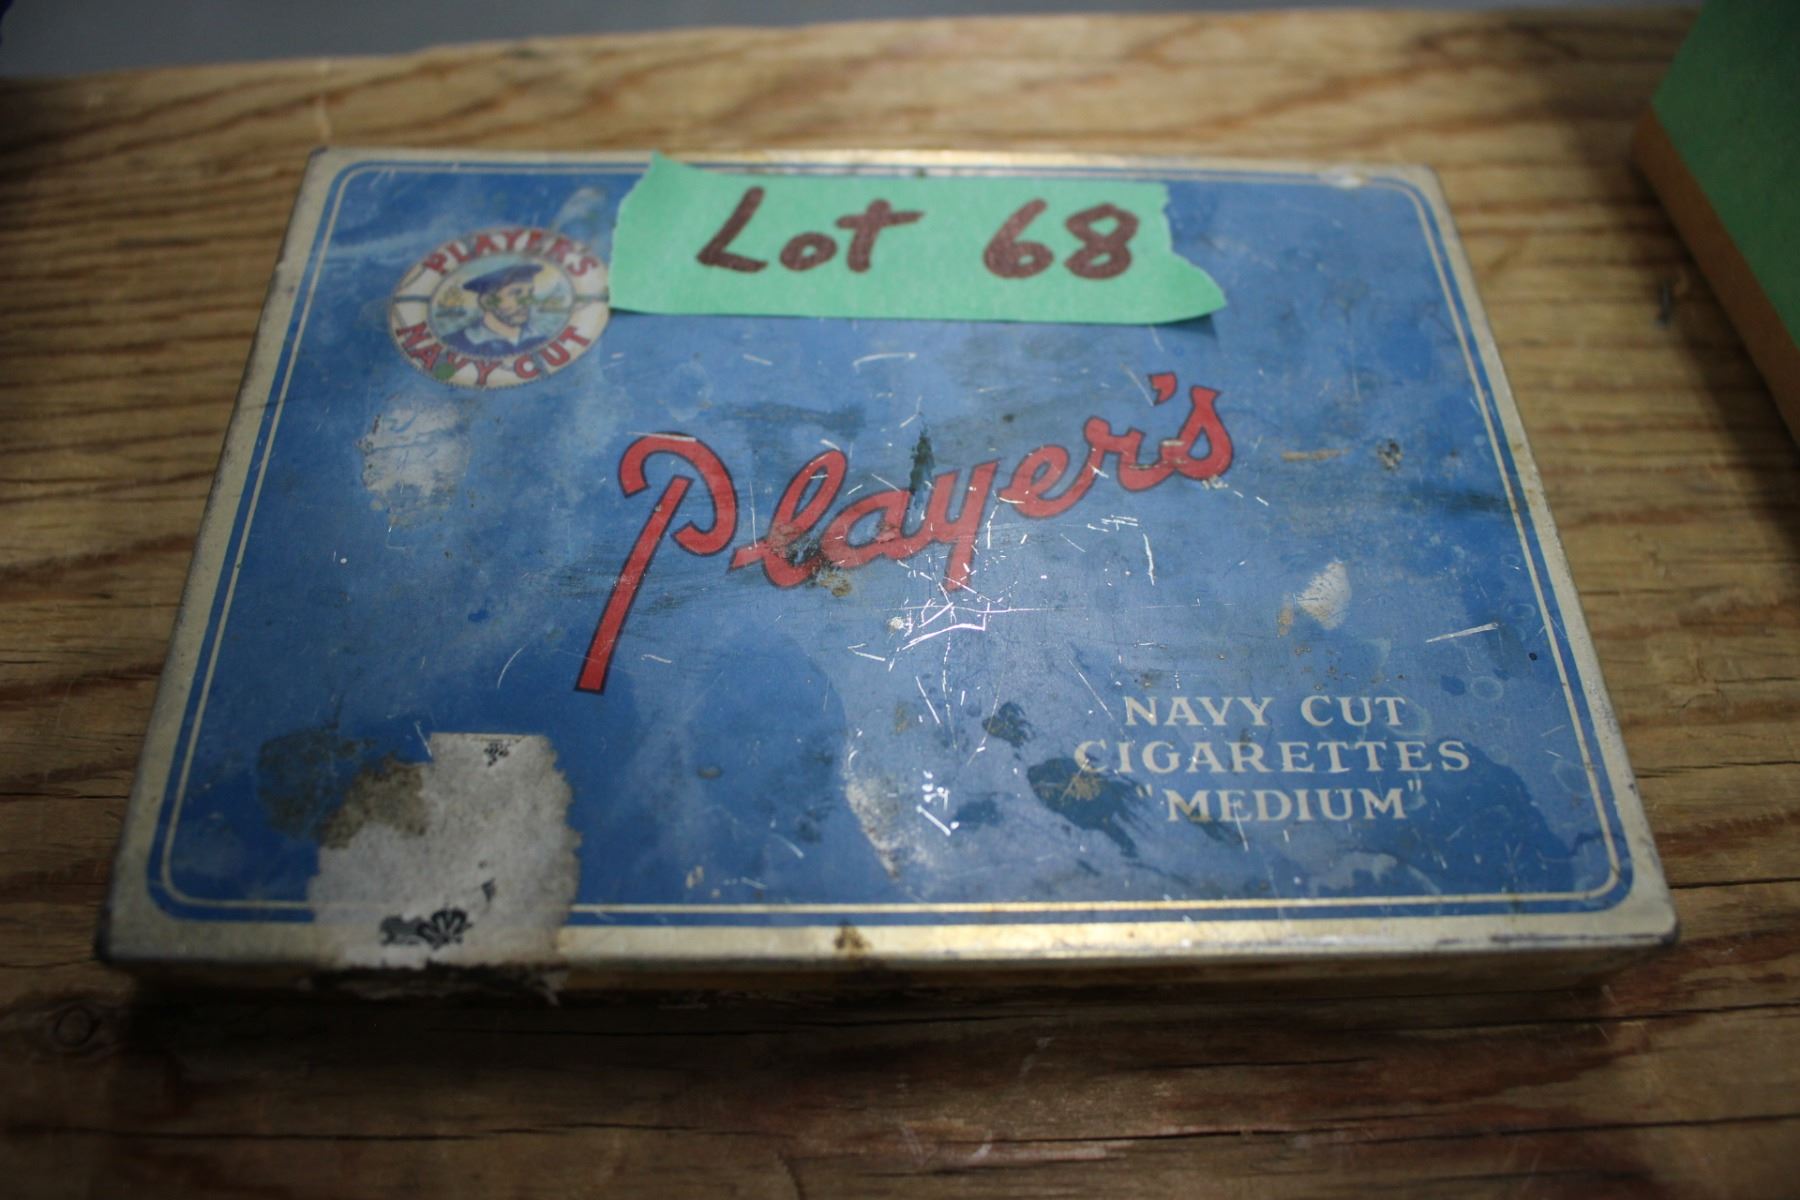 Lot 68
PLAYER'S
NAVY CUT
Player's
NAVY CUT
CIGARETTES
"MEDIUM"